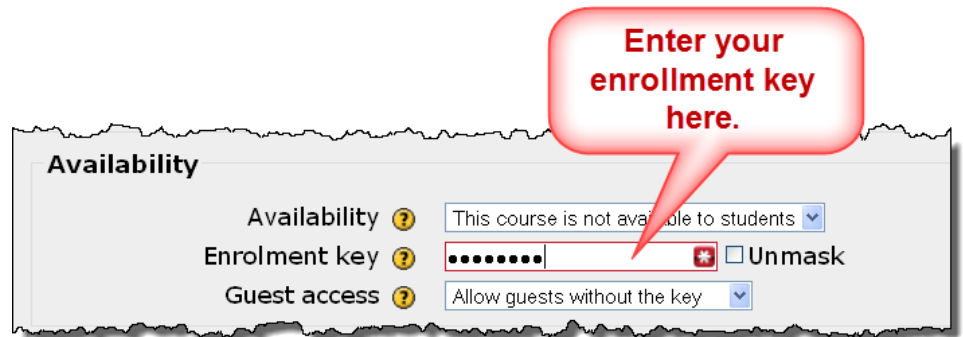 Enter your
enrollment key
here.
Availability
Availability This course is not available to students
Enrolment key •••••••• Unmask
Guest access Allow guests without the key